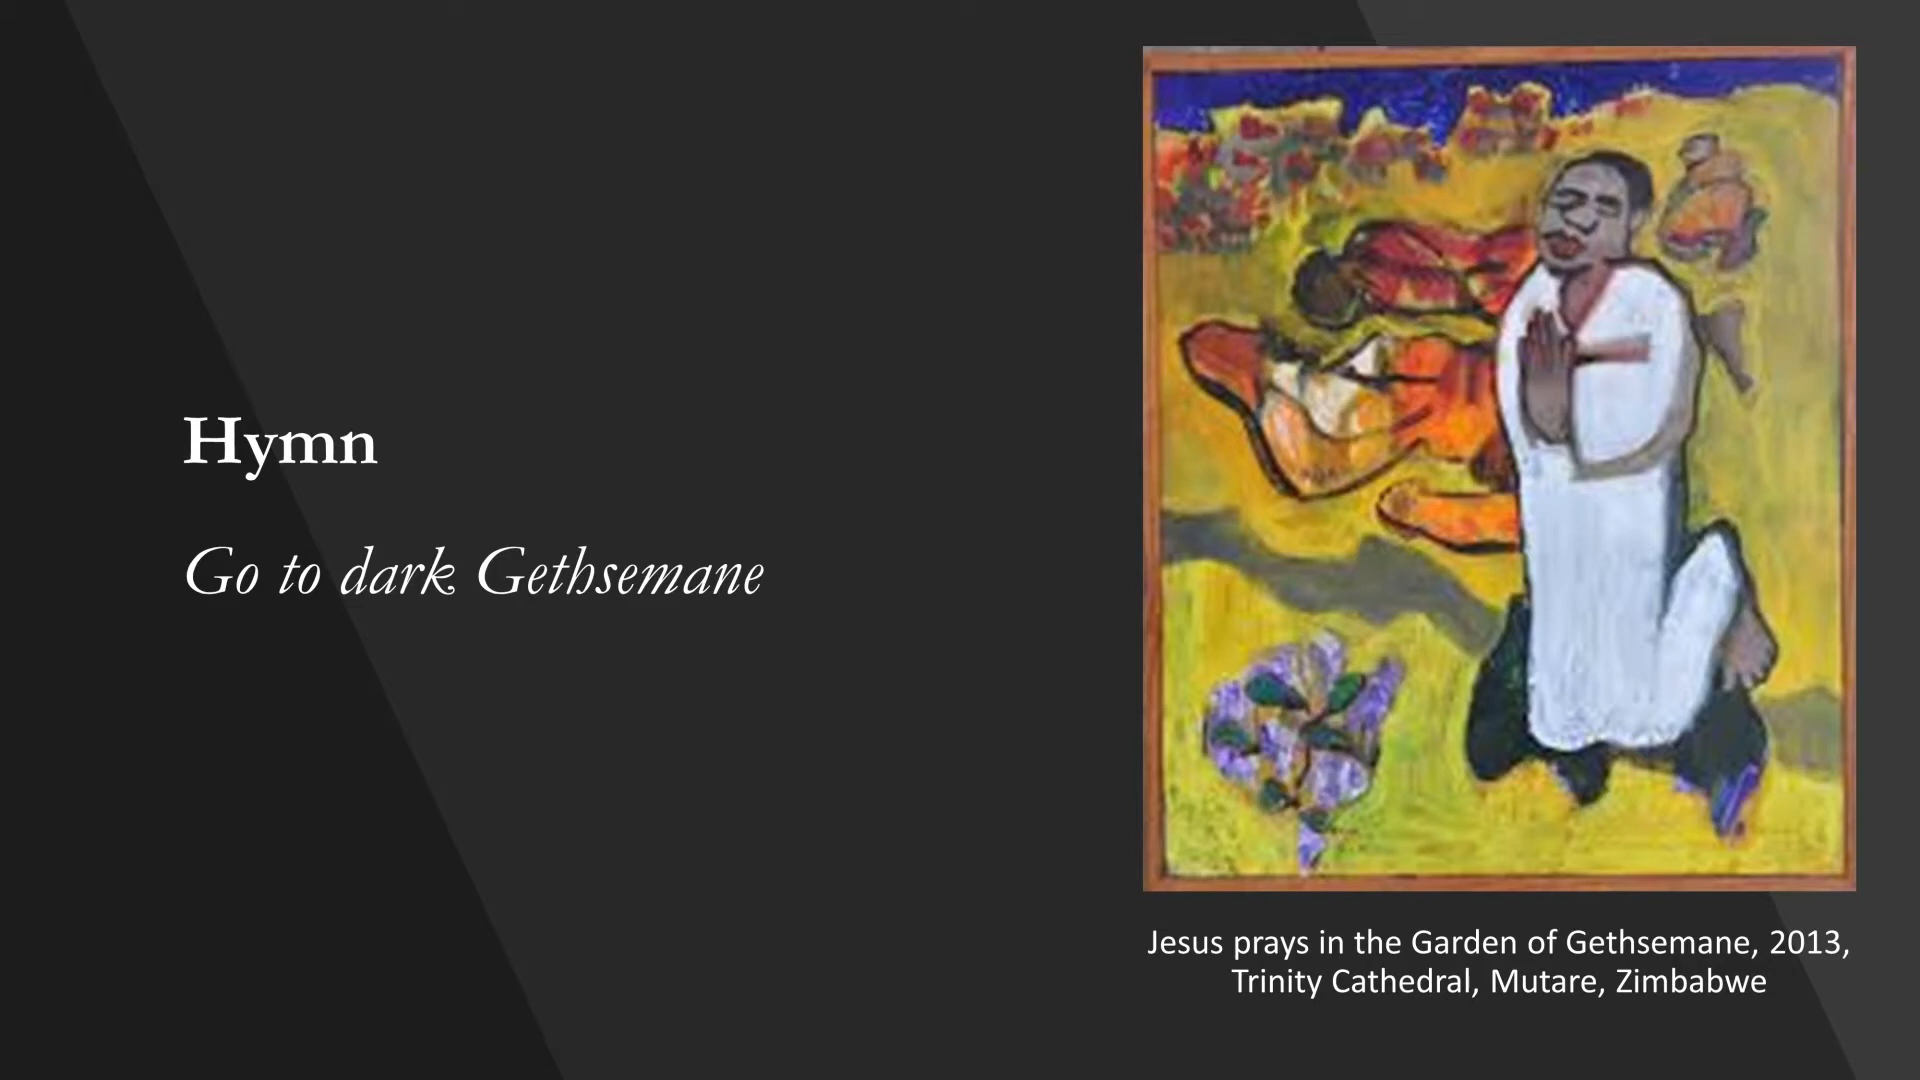 Hymn
Go to dark Gethsemane
Jesus prays in the Garden of Gethsemane, 2013,
Trinity Cathedral, Mutare, Zimbabwe